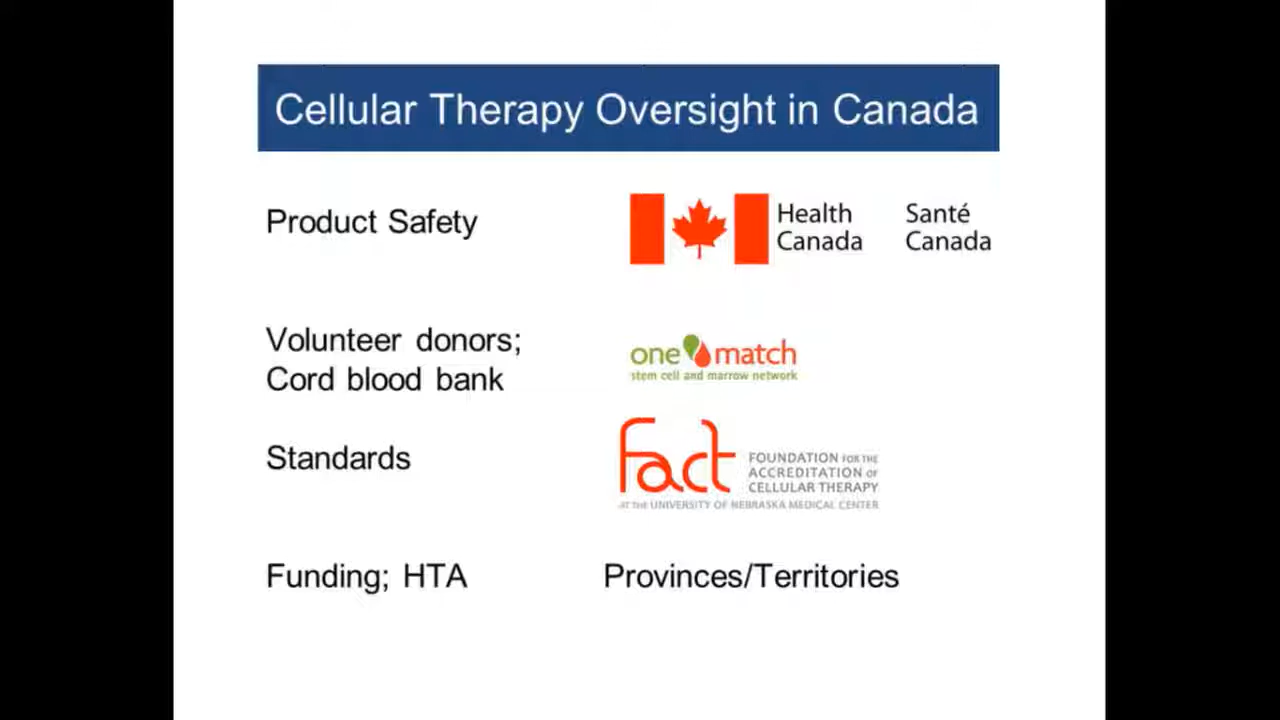 Cellular Therapy Oversight in Canada
Product Safety
Health Canada
Santé Canada
Volunteer donors;
Cord blood bank
one match
stem cell and marrow network
Standards
fact
FOUNDATION FOR THE
ACCREDITATION OF
CELLULAR THERAPY
AT THE UNIVERSITY OF NEBRASKA MEDICAL CENTER
Funding; HTA
Provinces/Territories